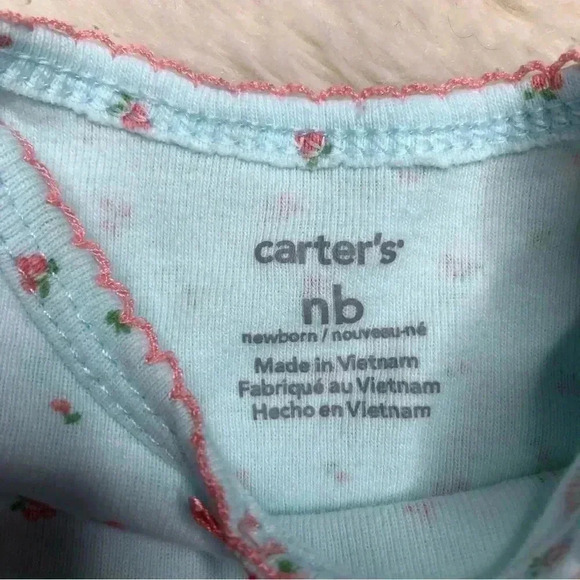 carter's
nb
newborn / nouveau-né
Made in Vietnam
Fabriqué au Vietnam
Hecho en Vietnam